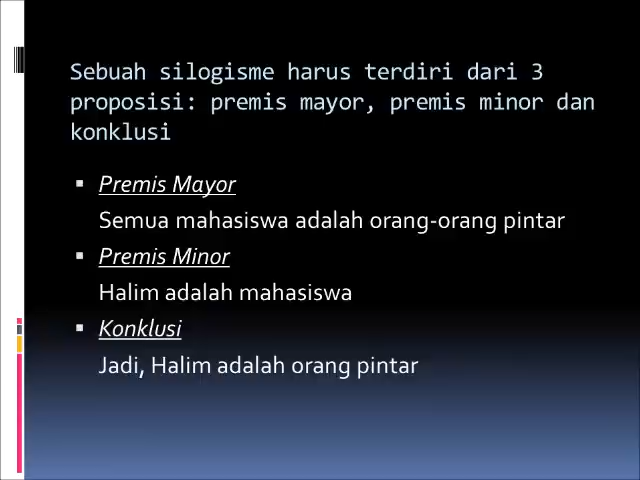 Sebuah silogisme harus terdiri dari 3
proposisi: premis mayor, premis minor dan
konklusi
▪ Premis Mayor
Semua mahasiswa adalah orang-orang pintar
▪ Premis Minor
Halim adalah mahasiswa
▪ Konklusi
Jadi, Halim adalah orang pintar